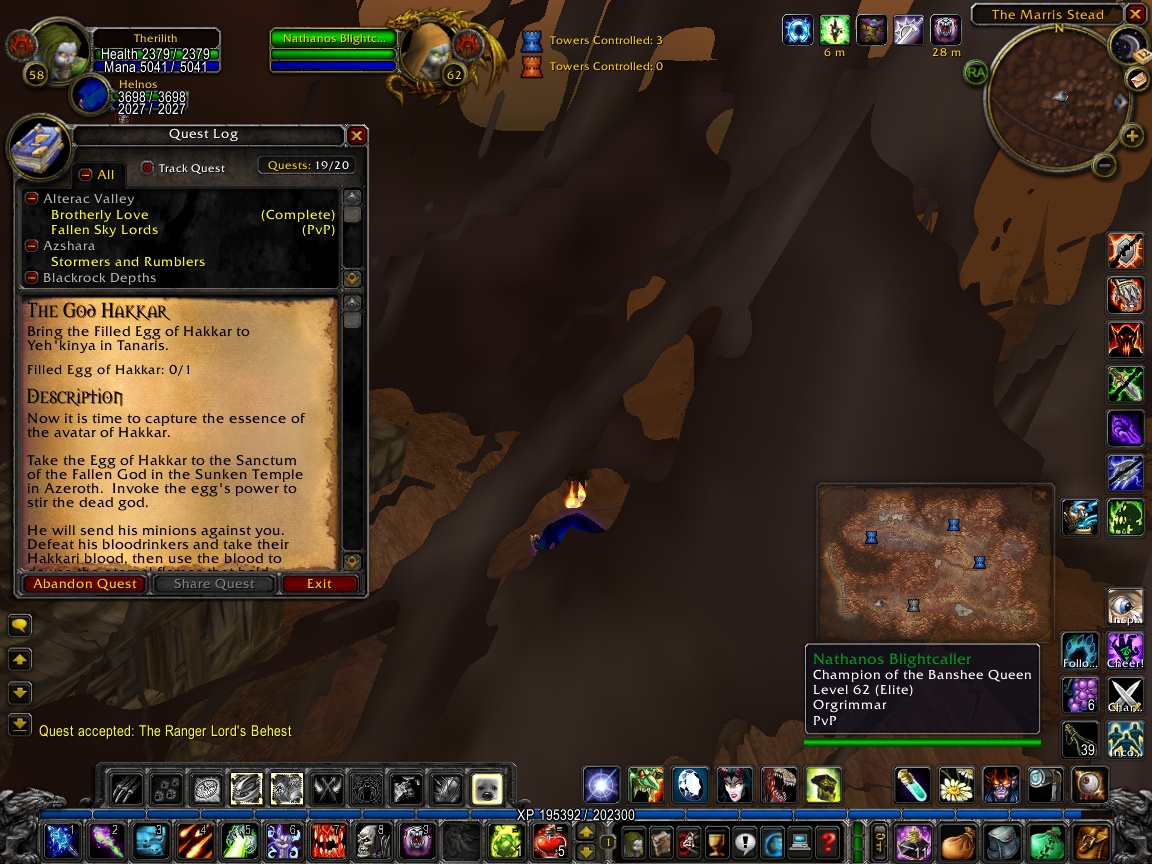 The Marris Stead
Therilith
Health 2379 / 2379
Mana 5041 / 5041
58
Helnos
3698 / 3698
2027 / 2027
Nathanos Blightc...
62
Towers Controlled: 3
Towers Controlled: 0
6 m
28 m
N
RA
Quest Log
All
Track Quest
Quests: 19/20
Alterac Valley
Brotherly Love (Complete)
Fallen Sky Lords (PvP)
Azshara
Stormers and Rumblers
Blackrock Depths
The God Hakkar
Bring the Filled Egg of Hakkar to
Yeh'kinya in Tanaris.
Filled Egg of Hakkar: 0/1
Description
Now it is time to capture the essence of
the avatar of Hakkar.
Take the Egg of Hakkar to the Sanctum
of the Fallen God in the Sunken Temple
in Azeroth. Invoke the egg's power to
stir the dead god.
He will send his minions against you.
Defeat his bloodrinkers and take their
Hakkari blood, then use the blood to
Abandon Quest
Share Quest
Exit
Nathanos Blightcaller
Champion of the Banshee Queen
Level 62 (Elite)
Orgrimmar
PvP
Follo...
Cheer!
6
39
Quest accepted: The Ranger Lord's Behest
XP 195392 / 202300
1
2
3
4
5
6
7
8
9
5
1
11